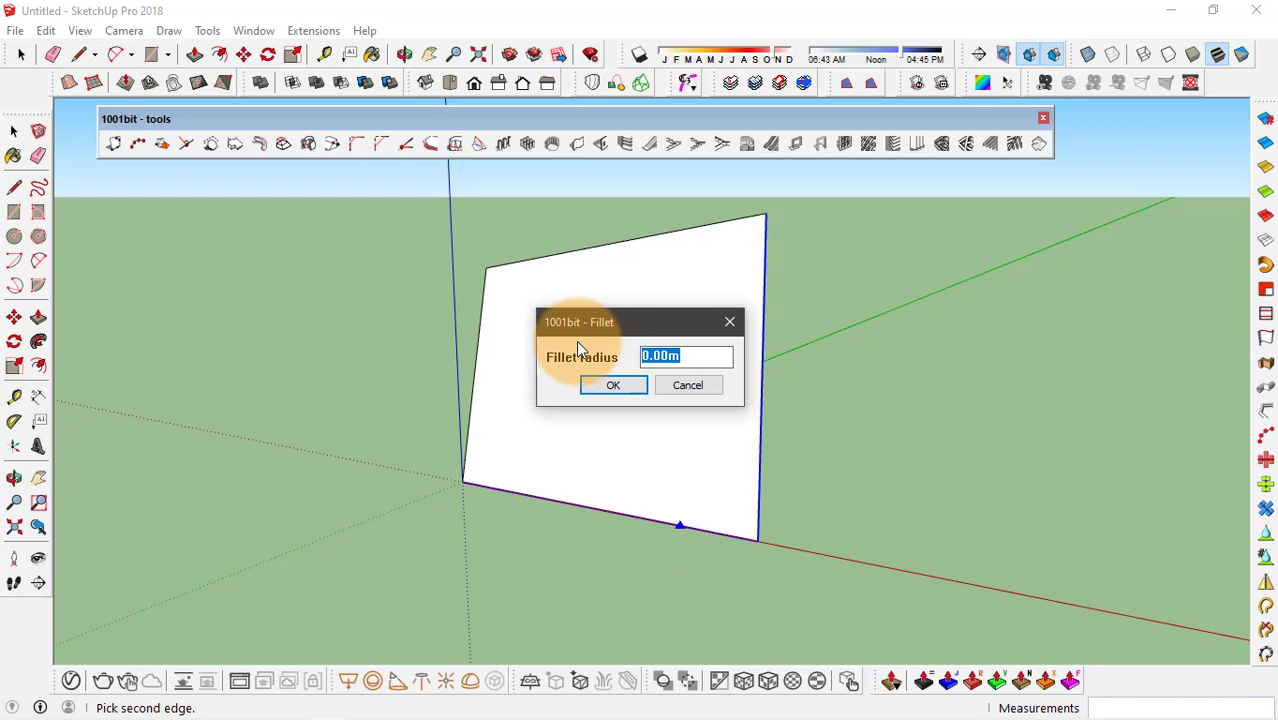 Untitled - SketchUp Pro 2018
File Edit View Camera Draw Tools Window Extensions Help
J F M A M J J A S O N D
06:43 AM Noon 04:45 PM
1001bit - tools
1001bit - Fillet
Fillet radius 0.00m
OK Cancel
Pick second edge. Measurements